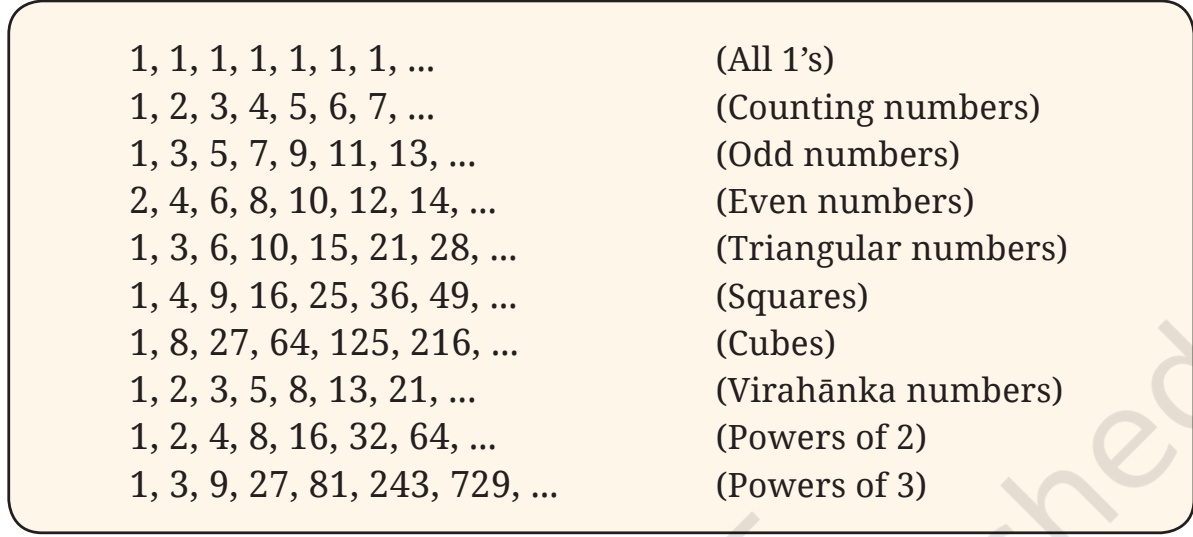 1, 1, 1, 1, 1, 1, 1, ... (All 1’s)
1, 2, 3, 4, 5, 6, 7, ... (Counting numbers)
1, 3, 5, 7, 9, 11, 13, ... (Odd numbers)
2, 4, 6, 8, 10, 12, 14, ... (Even numbers)
1, 3, 6, 10, 15, 21, 28, ... (Triangular numbers)
1, 4, 9, 16, 25, 36, 49, ... (Squares)
1, 8, 27, 64, 125, 216, ... (Cubes)
1, 2, 3, 5, 8, 13, 21, ... (Virahānka numbers)
1, 2, 4, 8, 16, 32, 64, ... (Powers of 2)
1, 3, 9, 27, 81, 243, 729, ... (Powers of 3)